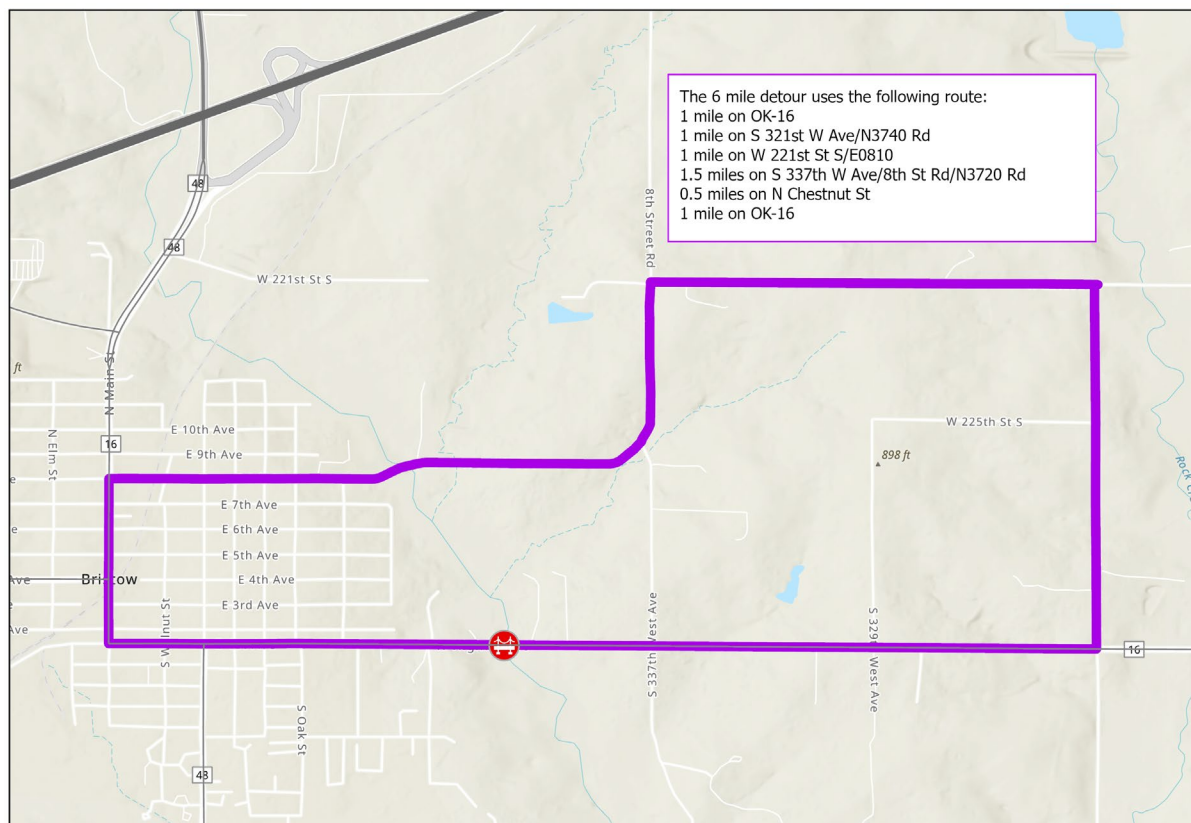 The 6 mile detour uses the following route:
1 mile on OK-16
1 mile on S 321st W Ave/N3740 Rd
1 mile on W 221st St S/E0810
1.5 miles on S 337th W Ave/8th St Rd/N3720 Rd
0.5 miles on N Chestnut St
1 mile on OK-16
48
48
8th Street Rd
W 221st St S
ft
N Main St
16
N Elm St
E 10th Ave
E 9th Ave
W 225th St S
898 ft
E 7th Ave
E 6th Ave
E 5th Ave
E 4th Ave
E 3rd Ave
Ave
Ave
Bristow
S Walnut St
S 337th West Ave
S 329th West Ave
16
S Oak St
48